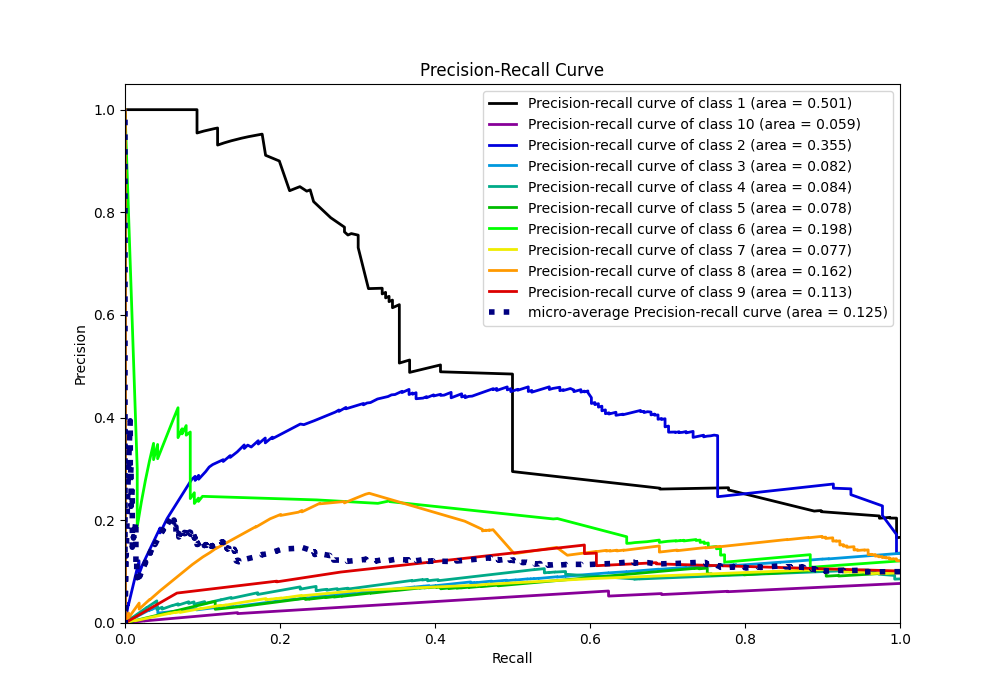 Precision-Recall Curve
Precision-recall curve of class 1 (area = 0.501)
Precision-recall curve of class 10 (area = 0.059)
Precision-recall curve of class 2 (area = 0.355)
Precision-recall curve of class 3 (area = 0.082)
Precision-recall curve of class 4 (area = 0.084)
Precision-recall curve of class 5 (area = 0.078)
Precision-recall curve of class 6 (area = 0.198)
Precision-recall curve of class 7 (area = 0.077)
Precision-recall curve of class 8 (area = 0.162)
Precision-recall curve of class 9 (area = 0.113)
micro-average Precision-recall curve (area = 0.125)
Precision
1.0
0.8
0.6
0.4
0.2
0.0
0.0 0.2 0.4 0.6 0.8 1.0
Recall